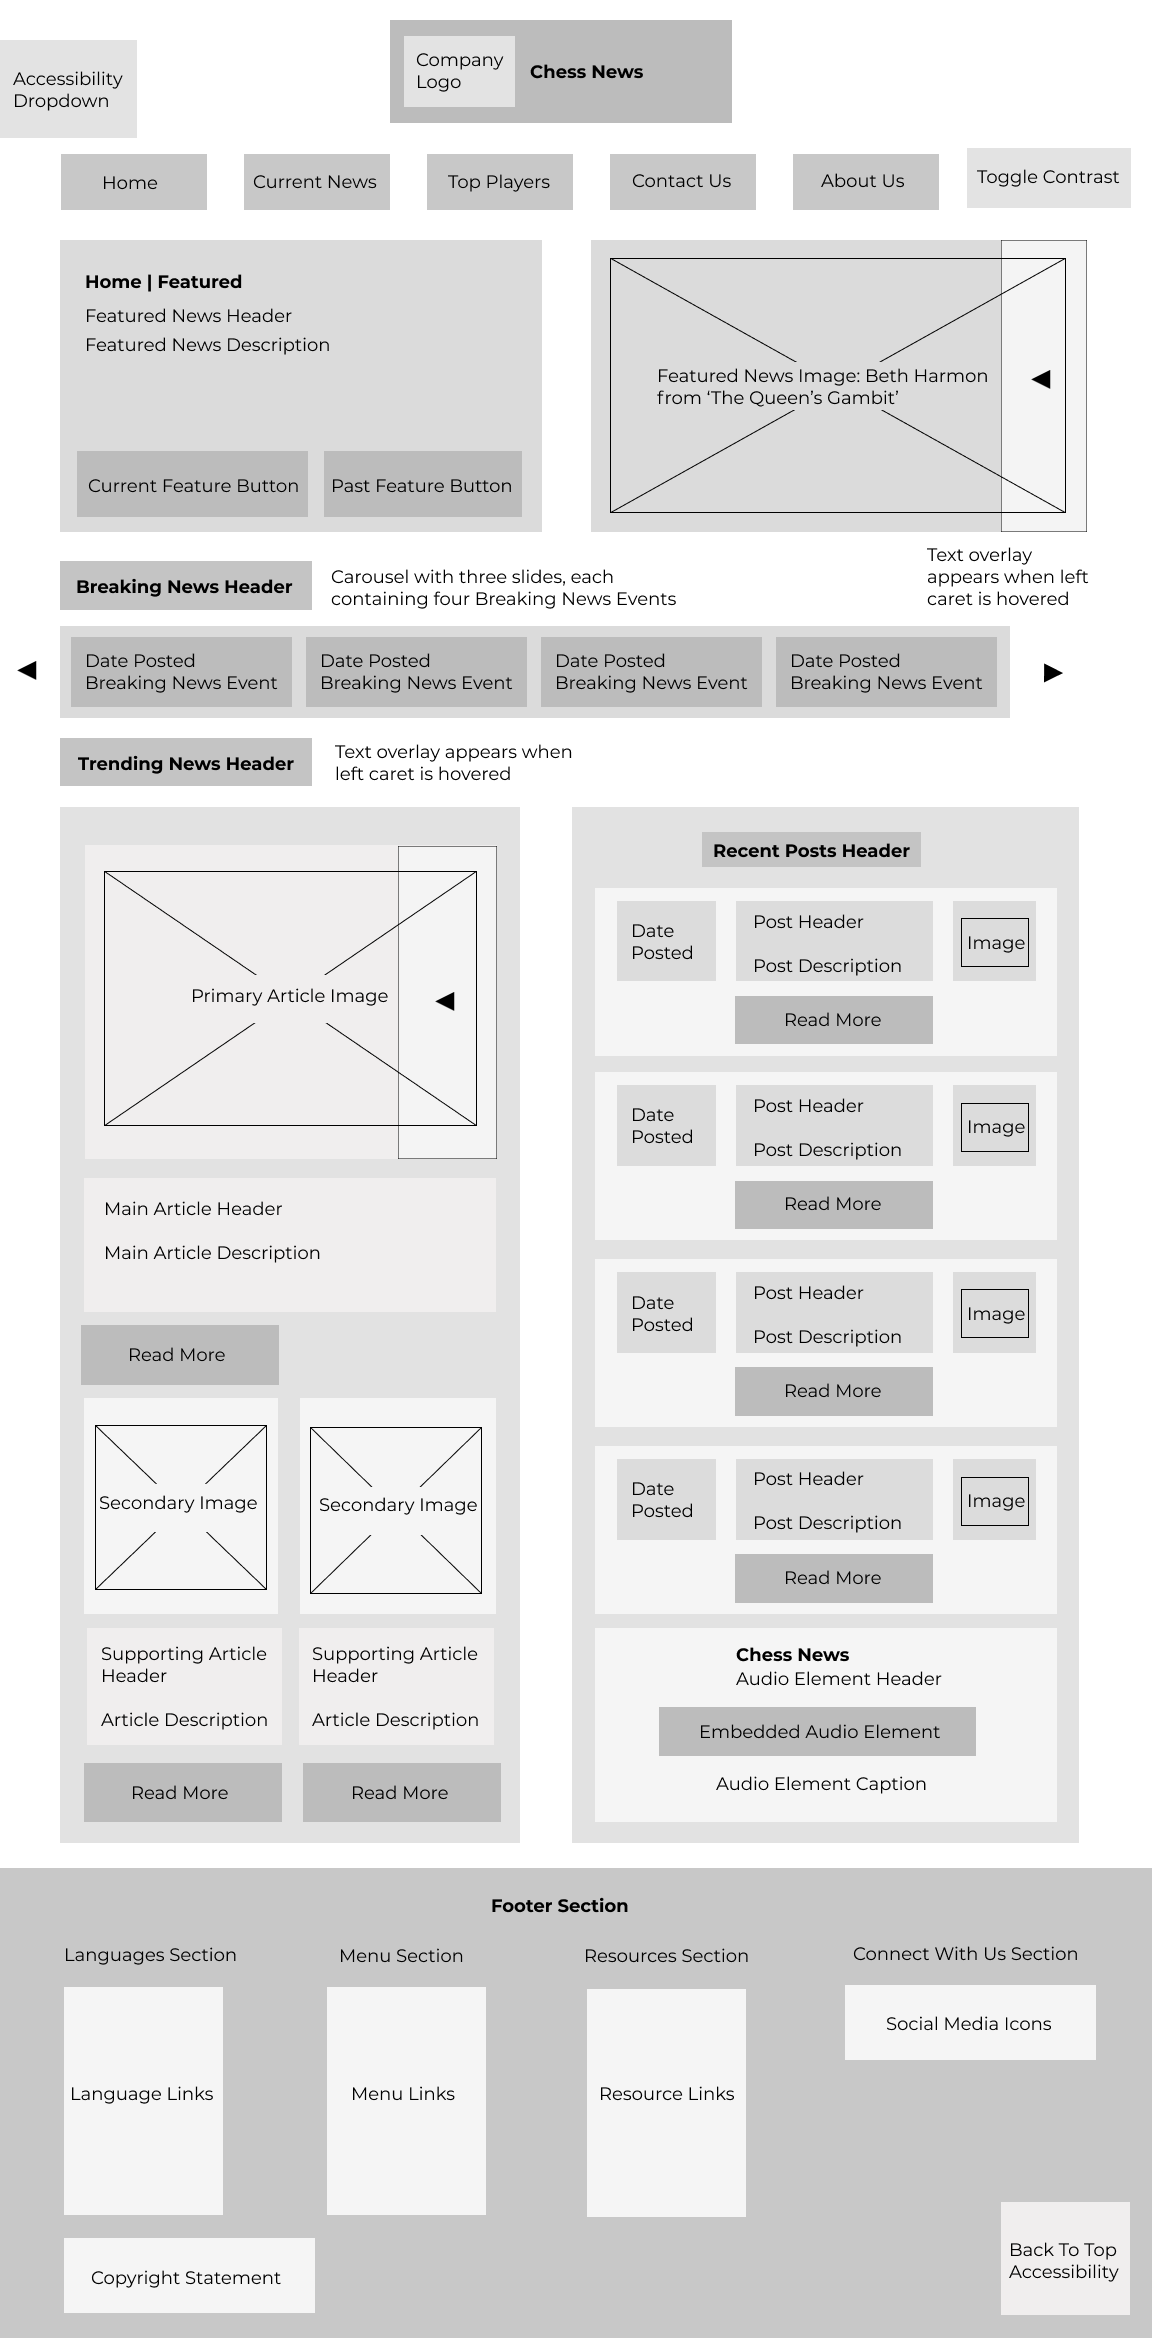 Accessibility
Dropdown
Company
Logo
Chess News
Home
Current News
Top Players
Contact Us
About Us
Toggle Contrast
Home | Featured
Featured News Header
Featured News Description
Current Feature Button
Past Feature Button
Featured News Image: Beth Harmon
from ‘The Queen’s Gambit’
Text overlay
appears when left
caret is hovered
Breaking News Header
Carousel with three slides, each
containing four Breaking News Events
Date Posted
Breaking News Event
Date Posted
Breaking News Event
Date Posted
Breaking News Event
Date Posted
Breaking News Event
Trending News Header
Text overlay appears when
left caret is hovered
Primary Article Image
Main Article Header
Main Article Description
Read More
Secondary Image
Secondary Image
Supporting Article
Header
Article Description
Supporting Article
Header
Article Description
Read More
Read More
Recent Posts Header
Date
Posted
Post Header
Post Description
Image
Read More
Date
Posted
Post Header
Post Description
Image
Read More
Date
Posted
Post Header
Post Description
Image
Read More
Date
Posted
Post Header
Post Description
Image
Read More
Chess News
Audio Element Header
Embedded Audio Element
Audio Element Caption
Footer Section
Languages Section
Language Links
Menu Section
Menu Links
Resources Section
Resource Links
Connect With Us Section
Social Media Icons
Copyright Statement
Back To Top
Accessibility